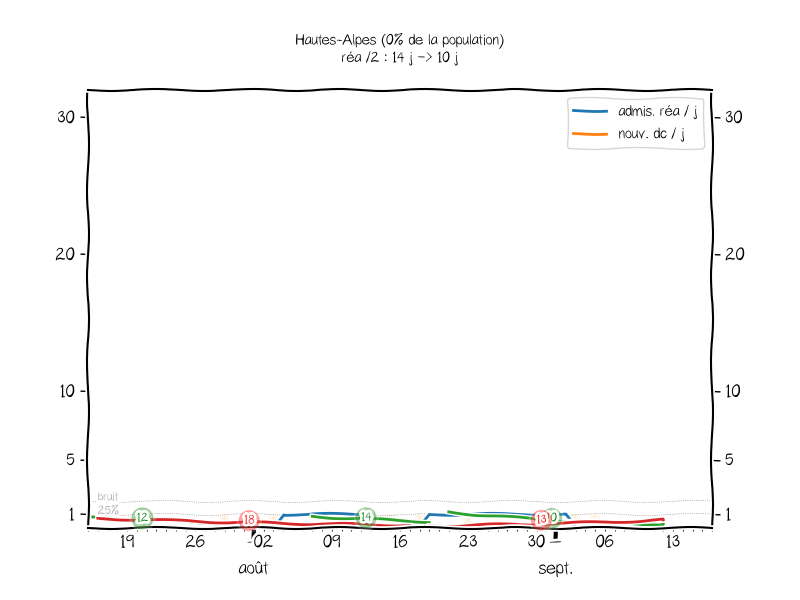 Hautes-Alpes (0% de la population)
réa /2 : 14 j -> 10 j
admis. réa / j
nouv. dc / j
30 30
20 20
10 10
5 5
bruit
25%
1 1
12 18 14 13
19 26 02 09 16 23 30 06 13
août sept.